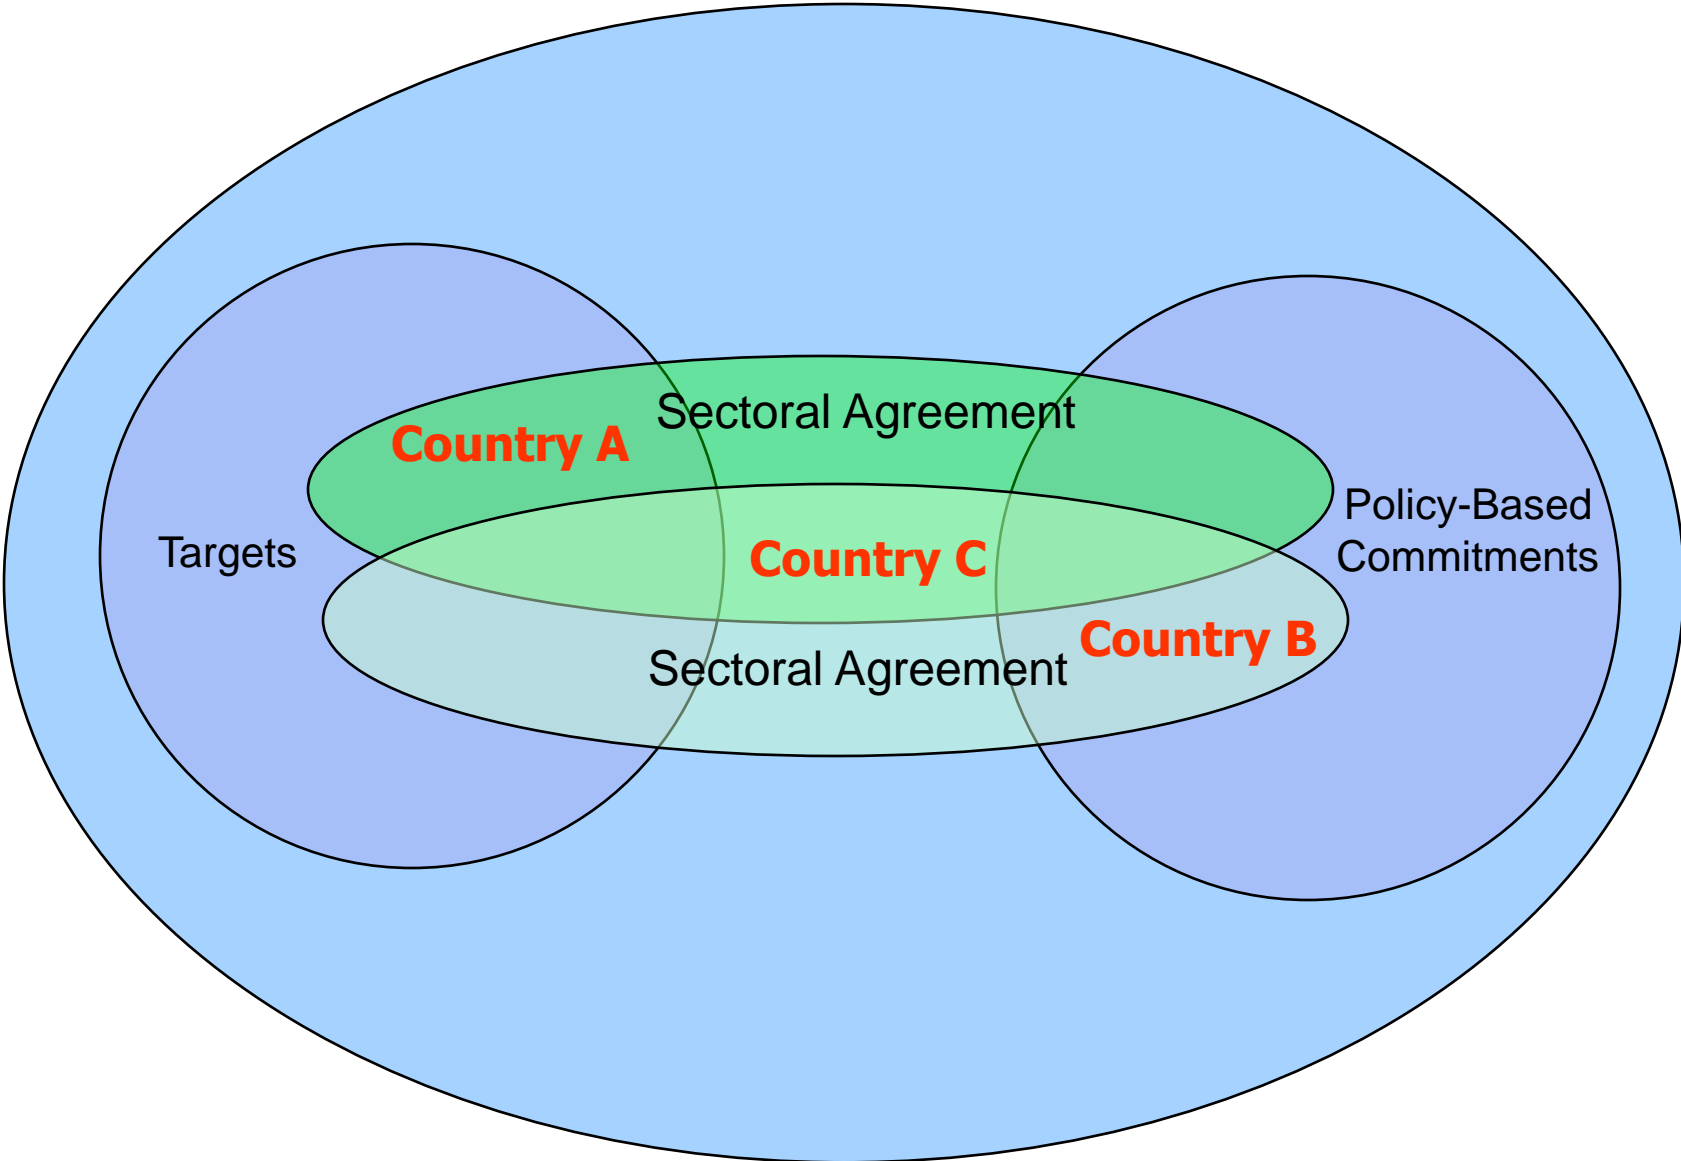 Sectoral Agreement
Country A
Policy-Based
Commitments
Targets
Country C
Country B
Sectoral Agreement